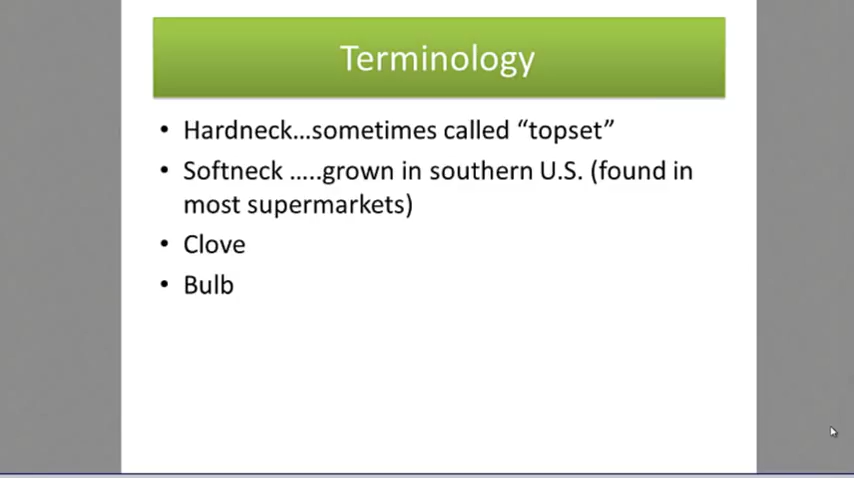 Terminology
• Hardneck…sometimes called “topset”
• Softneck …..grown in southern U.S. (found in
most supermarkets)
• Clove
• Bulb